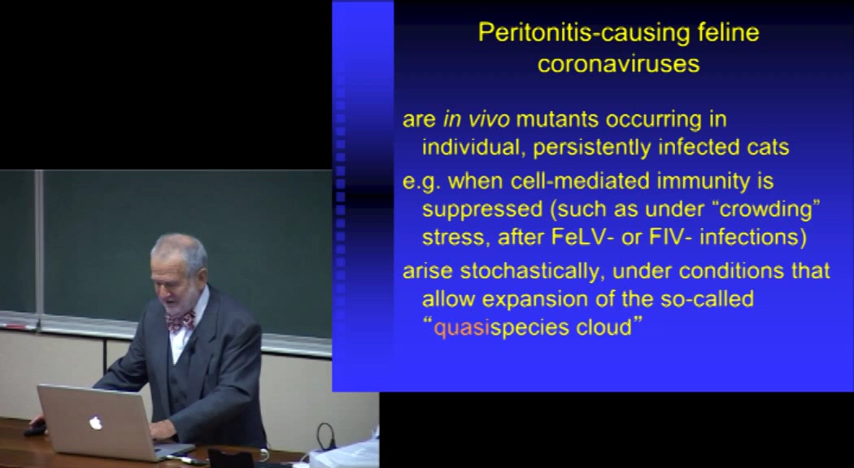 Peritonitis-causing feline
coronaviruses
are in vivo mutants occurring in
individual, persistently infected cats
e.g. when cell-mediated immunity is
suppressed (such as under “crowding”
stress, after FeLV- or FIV- infections)
arise stochastically, under conditions that
allow expansion of the so-called
“quasispecies cloud”